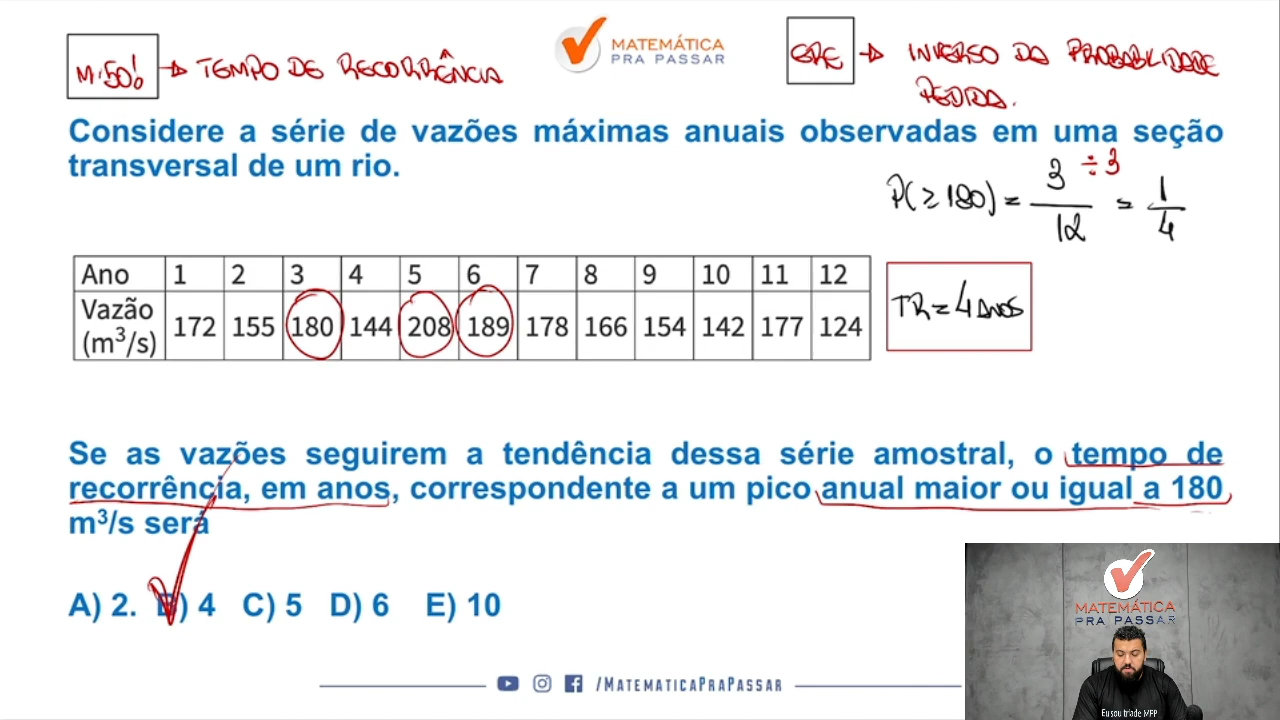 M.50! → TEMPO DE RECORRÊNCIA
MATEMÁTICA
PRA PASSAR
→ INVERSO DA PROBABILIDADE
PEDIDA.
Considere a série de vazões máximas anuais observadas em uma seção
transversal de um rio.
P(≥180) = 3/12 ÷3 = 1/4
Ano 1 2 3 4 5 6 7 8 9 10 11 12
Vazão (m³/s) 172 155 180 144 208 189 178 166 154 142 177 124
TR = 4 ANOS
Se as vazões seguirem a tendência dessa série amostral, o tempo de
recorrência, em anos, correspondente a um pico anual maior ou igual a 180
m³/s será
A) 2. B) 4 C) 5 D) 6 E) 10
MATEMÁTICA
PRA PASSAR
Eu sou tríade MPP
/MATEMATICAPRAPASSAR